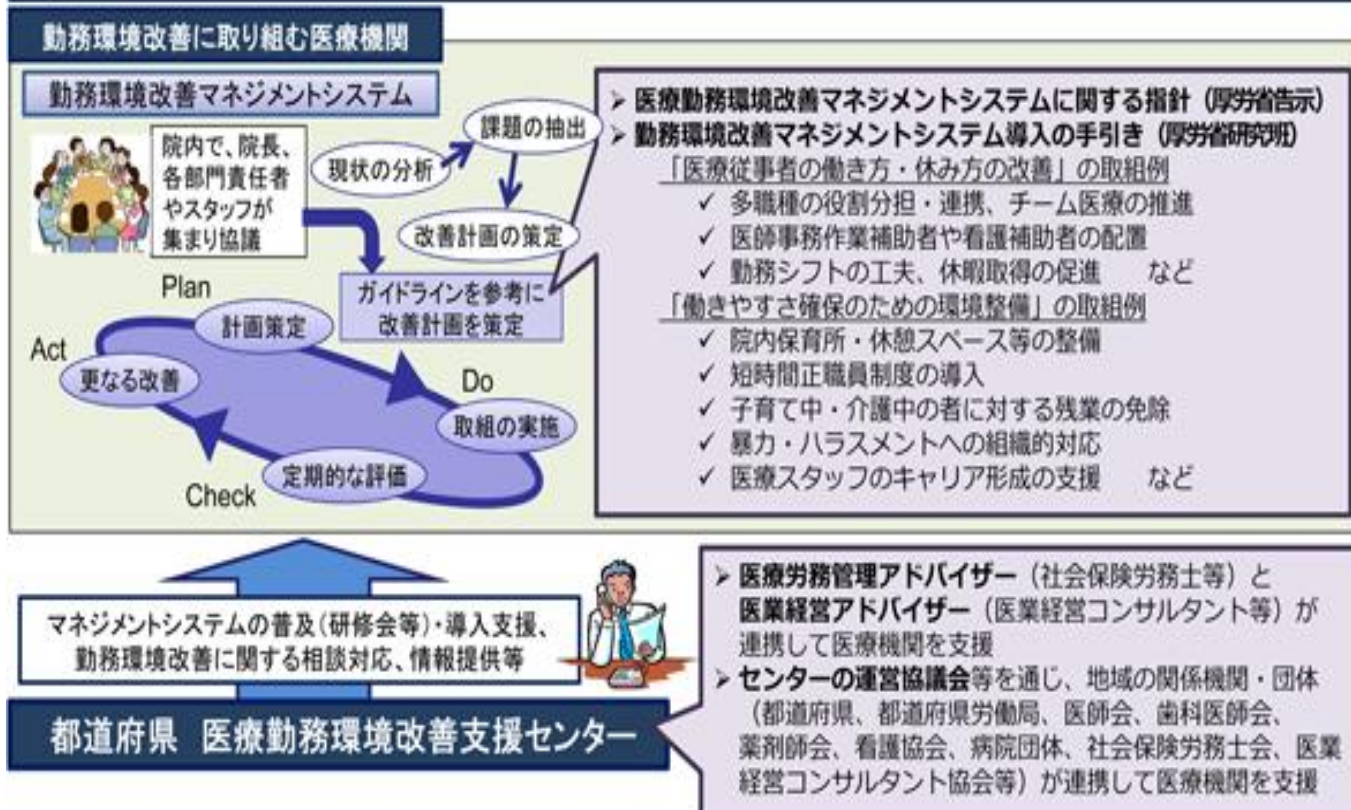 勤務環境改善に取り組む医療機関
勤務環境改善マネジメントシステム
院内で、院長、
各部門責任者
やスタッフが
集まり協議
現状の分析
課題の抽出
改善計画の策定
ガイドラインを参考に
改善計画を策定
Plan
計画策定
Act
更なる改善
Do
取組の実施
定期的な評価
Check
➢ 医療勤務環境改善マネジメントシステムに関する指針（厚労省告示）
➢ 勤務環境改善マネジメントシステム導入の手引き（厚労省研究班）
「医療従事者の働き方・休み方の改善」の取組例
✓ 多職種の役割分担・連携、チーム医療の推進
✓ 医師事務作業補助者や看護補助者の配置
✓ 勤務シフトの工夫、休暇取得の促進　　など
「働きやすさ確保のための環境整備」の取組例
✓ 院内保育所・休憩スペース等の整備
✓ 短時間正職員制度の導入
✓ 子育て中・介護中の者に対する残業の免除
✓ 暴力・ハラスメントへの組織的対応
✓ 医療スタッフのキャリア形成の支援　　など
マネジメントシステムの普及（研修会等）・導入支援、
勤務環境改善に関する相談対応、情報提供等
都道府県　医療勤務環境改善支援センター
➢ 医療労務管理アドバイザー（社会保険労務士等）と
医業経営アドバイザー（医業経営コンサルタント等）が
連携して医療機関を支援
➢ センターの運営協議会等を通じ、地域の関係機関・団体
（都道府県、都道府県労働局、医師会、歯科医師会、
薬剤師会、看護協会、病院団体、社会保険労務士会、医業
経営コンサルタント協会等）が連携して医療機関を支援